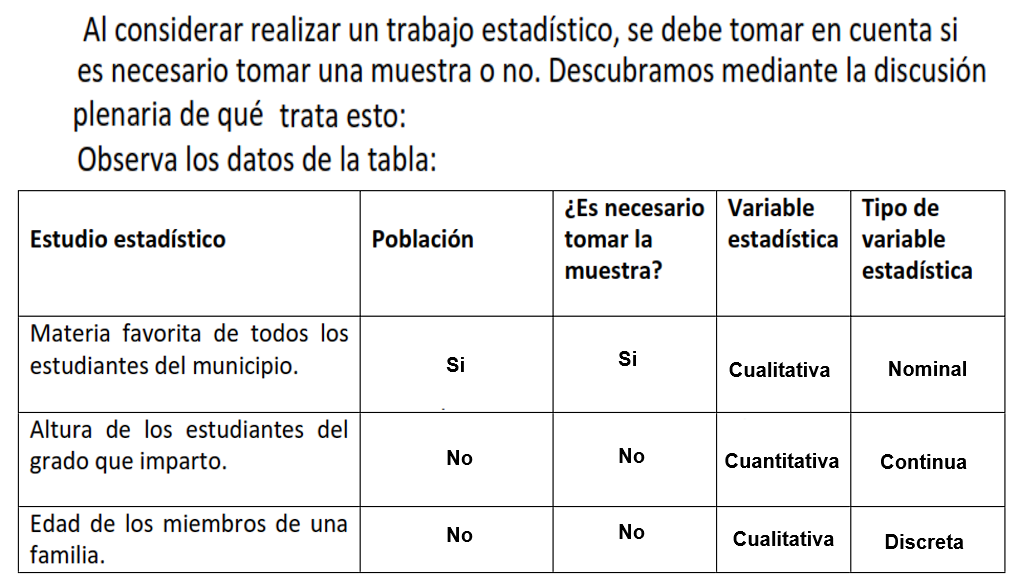 Al considerar realizar un trabajo estadístico, se debe tomar en cuenta si
es necesario tomar una muestra o no. Descubramos mediante la discusión
plenaria de qué trata esto:
Observa los datos de la tabla:
Estudio estadístico
Población
¿Es necesario
tomar la
muestra?
Variable
estadística
Tipo de
variable
estadística
Materia favorita de todos los
estudiantes del municipio.
Si
Si
Cualitativa
Nominal
Altura de los estudiantes del
grado que imparto.
No
No
Cuantitativa
Continua
Edad de los miembros de una
familia.
No
No
Cualitativa
Discreta